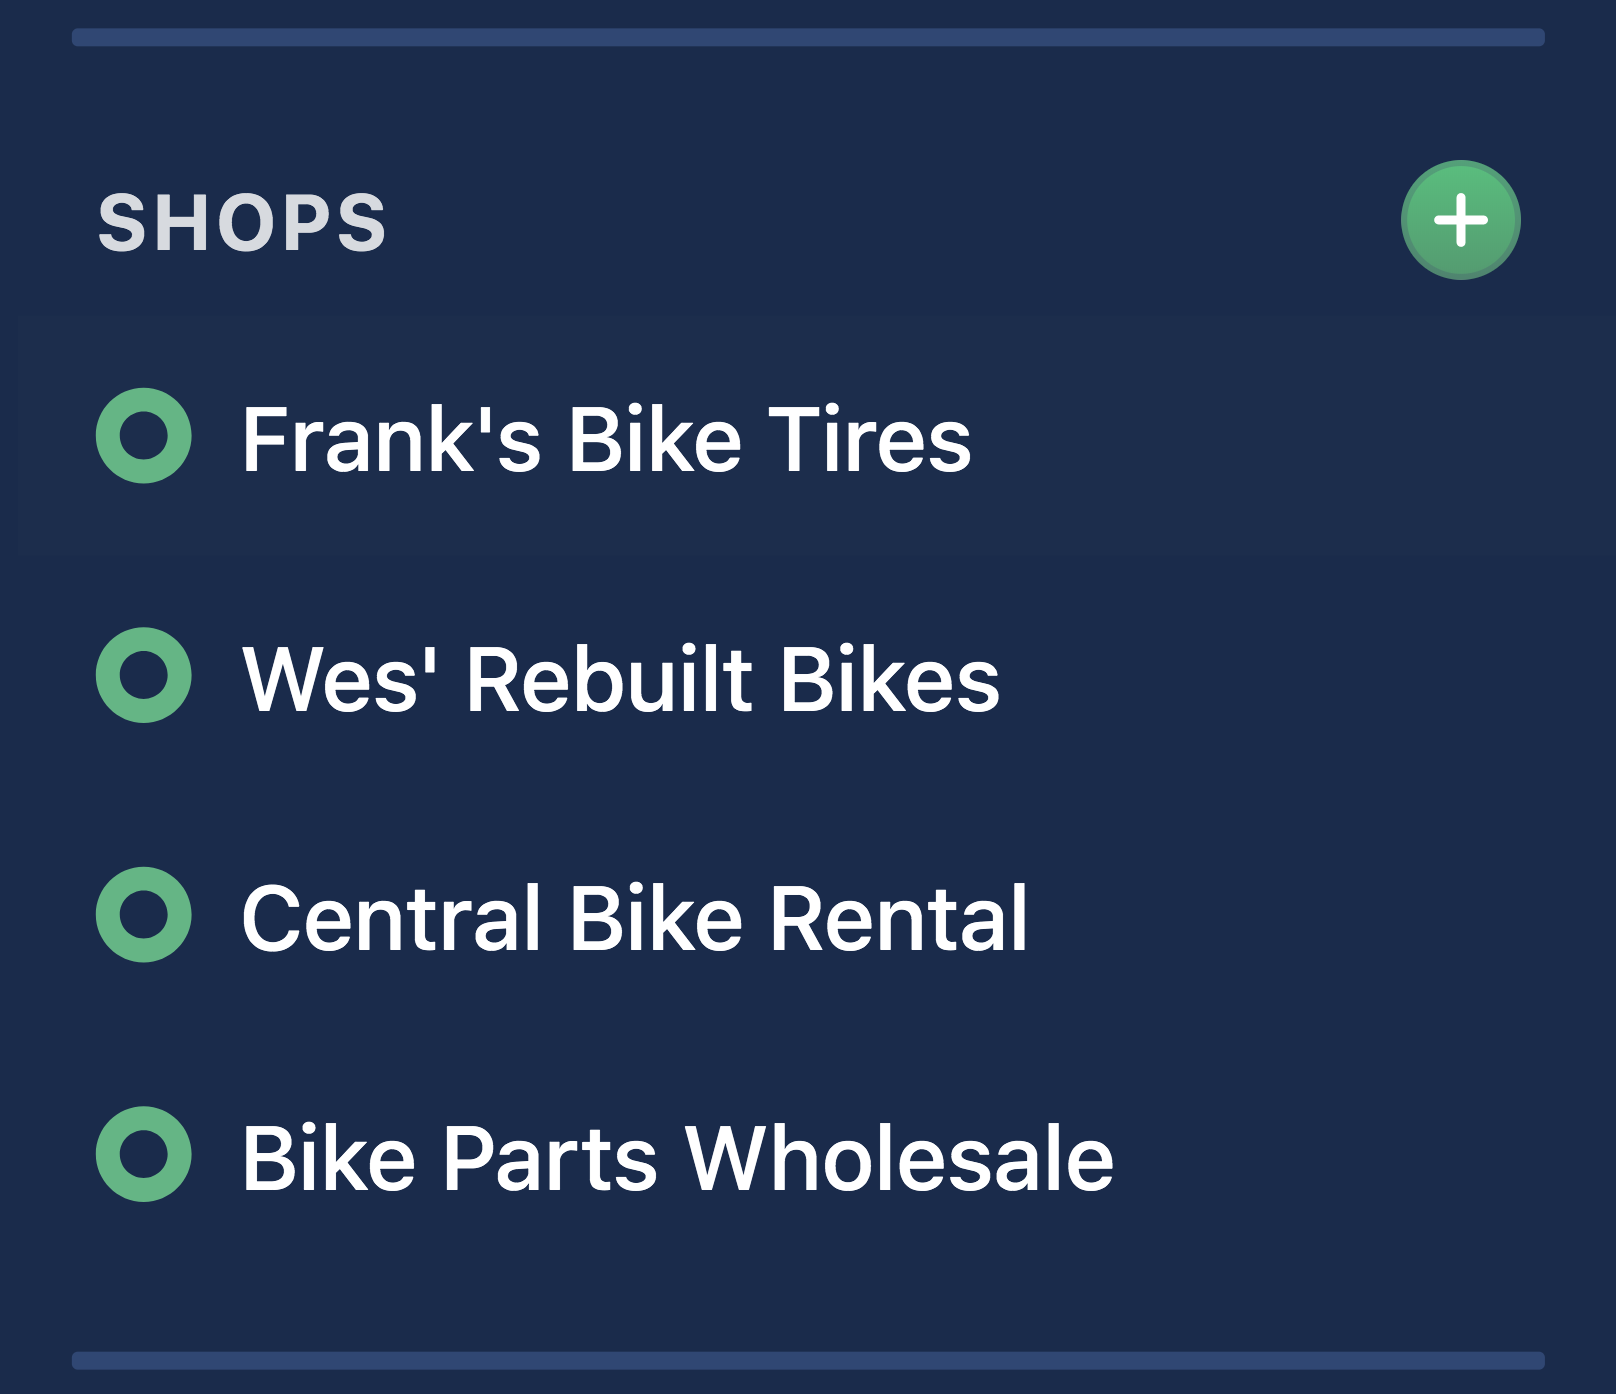 SHOPS
Frank's Bike Tires
Wes' Rebuilt Bikes
Central Bike Rental
Bike Parts Wholesale